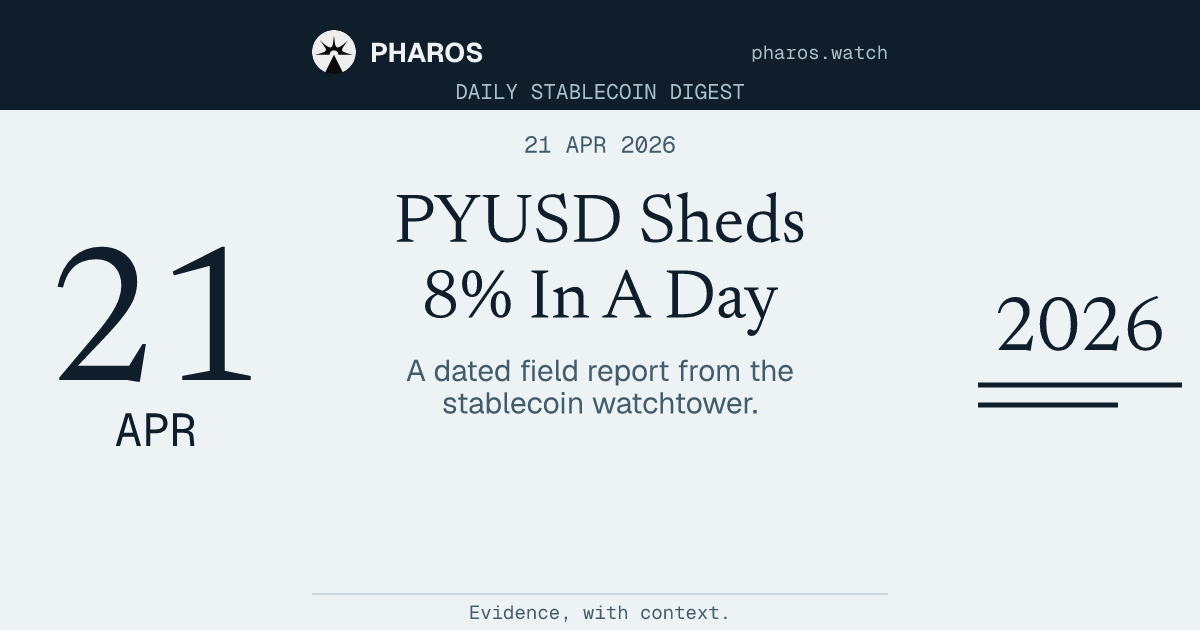 PHAROS
pharos.watch
DAILY STABLECOIN DIGEST
21 APR 2026
PYUSD Sheds
8% In A Day
A dated field report from the
stablecoin watchtower.
21
APR
2026
Evidence, with context.